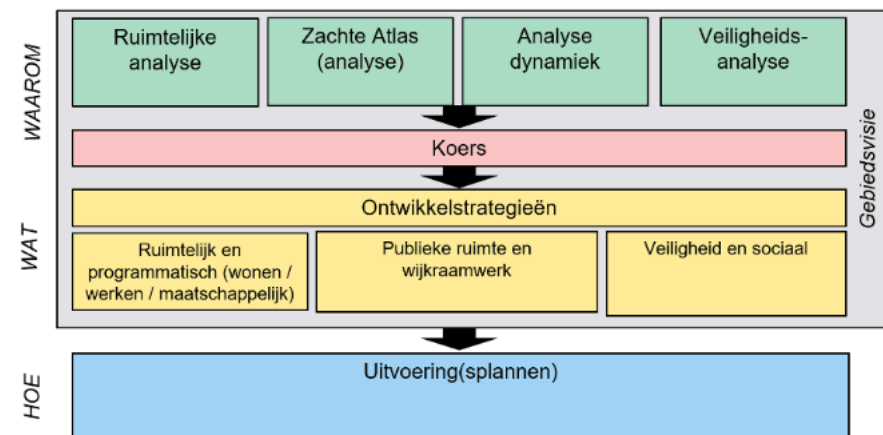 WAAROM
Ruimtelijke
analyse
Zachte Atlas
(analyse)
Analyse
dynamiek
Veiligheids-
analyse
Koers
Gebiedsvisie
WAT
Ontwikkelstrategieën
Ruimtelijk en
programmatisch (wonen /
werken / maatschappelijk)
Publieke ruimte en
wijkraamwerk
Veiligheid en sociaal
HOE
Uitvoering(splannen)